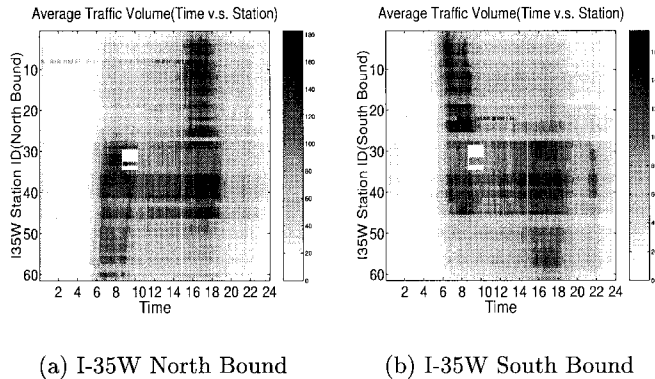 Average Traffic Volume(Time v.s. Station)
I35W Station ID(North Bound)
10
20
30
40
50
60
2 4 6 8 10 12 14 16 18 20 22 24
Time
180
160
140
120
100
80
60
40
20
0
(a) I-35W North Bound
Average Traffic Volume(Time v.s. Station)
I35W Station ID(South Bound)
10
20
30
40
50
60
2 4 6 8 10 12 14 16 18 20 22 24
Time
(b) I-35W South Bound